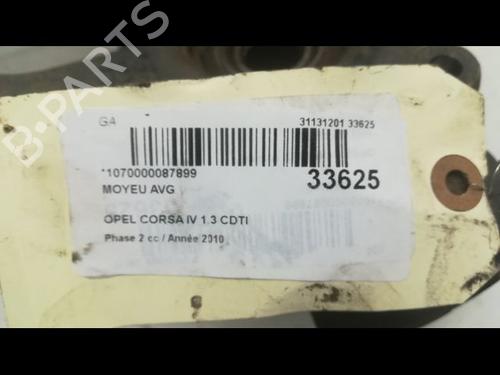 G4
31131201 33625
*1070000087899
33625
MOYEU AVG
OPEL CORSA IV 1.3 CDTI
Phase 2 cc / Année 2010
B-PARTS